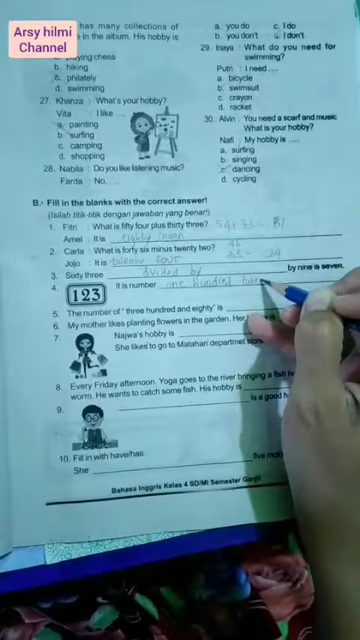 Arsy hilmi
Channel
has many collections of
in the album. His hobby is
playing chess
b. hiking
c. philately
d. swimming
27. Khanza : What's your hobby?
Vita : I like ....
a. painting
b. surfing
c. camping
d. shopping
28. Nabila : Do you like listening music?
Farda : No, ....
a. you do c. I do
b. you don't d. I don't
29. Inaya : What do you need for
swimming?
Putri : I need ....
a. bicycle
b. swimsuit
c. crayon
d. racket
30. Alvin : You need a scarf and music.
What is your hobby?
Nafi : My hobby is ....
a. surfing
b. singing
c. dancing
d. cycling
B. Fill in the blanks with the correct answer!
(Isilah titik-titik dengan jawaban yang benar!)
1. Fitri : What is fifty four plus thirty three?
Amel : It is eighty seven
2. Carla : What is forty six minus twenty two? 46
Jojo : It is twenty four 22 - 24
3. Sixty three divided by by nine is seven.
4. 123 It is number one hundred
5. The number of " three hundred and eighty" is
6. My mother likes planting flowers in the garden. Her
7. Najwa's hobby is
She likes to go to Matahari department store
8. Every Friday afternoon. Yoga goes to the river bringing a fish
worm. He wants to catch some fish. His hobby is
9. is a good
10. Fill in with have/has
She five
Bahasa Inggris Kelas 4 SD/MI Semester Ganjil